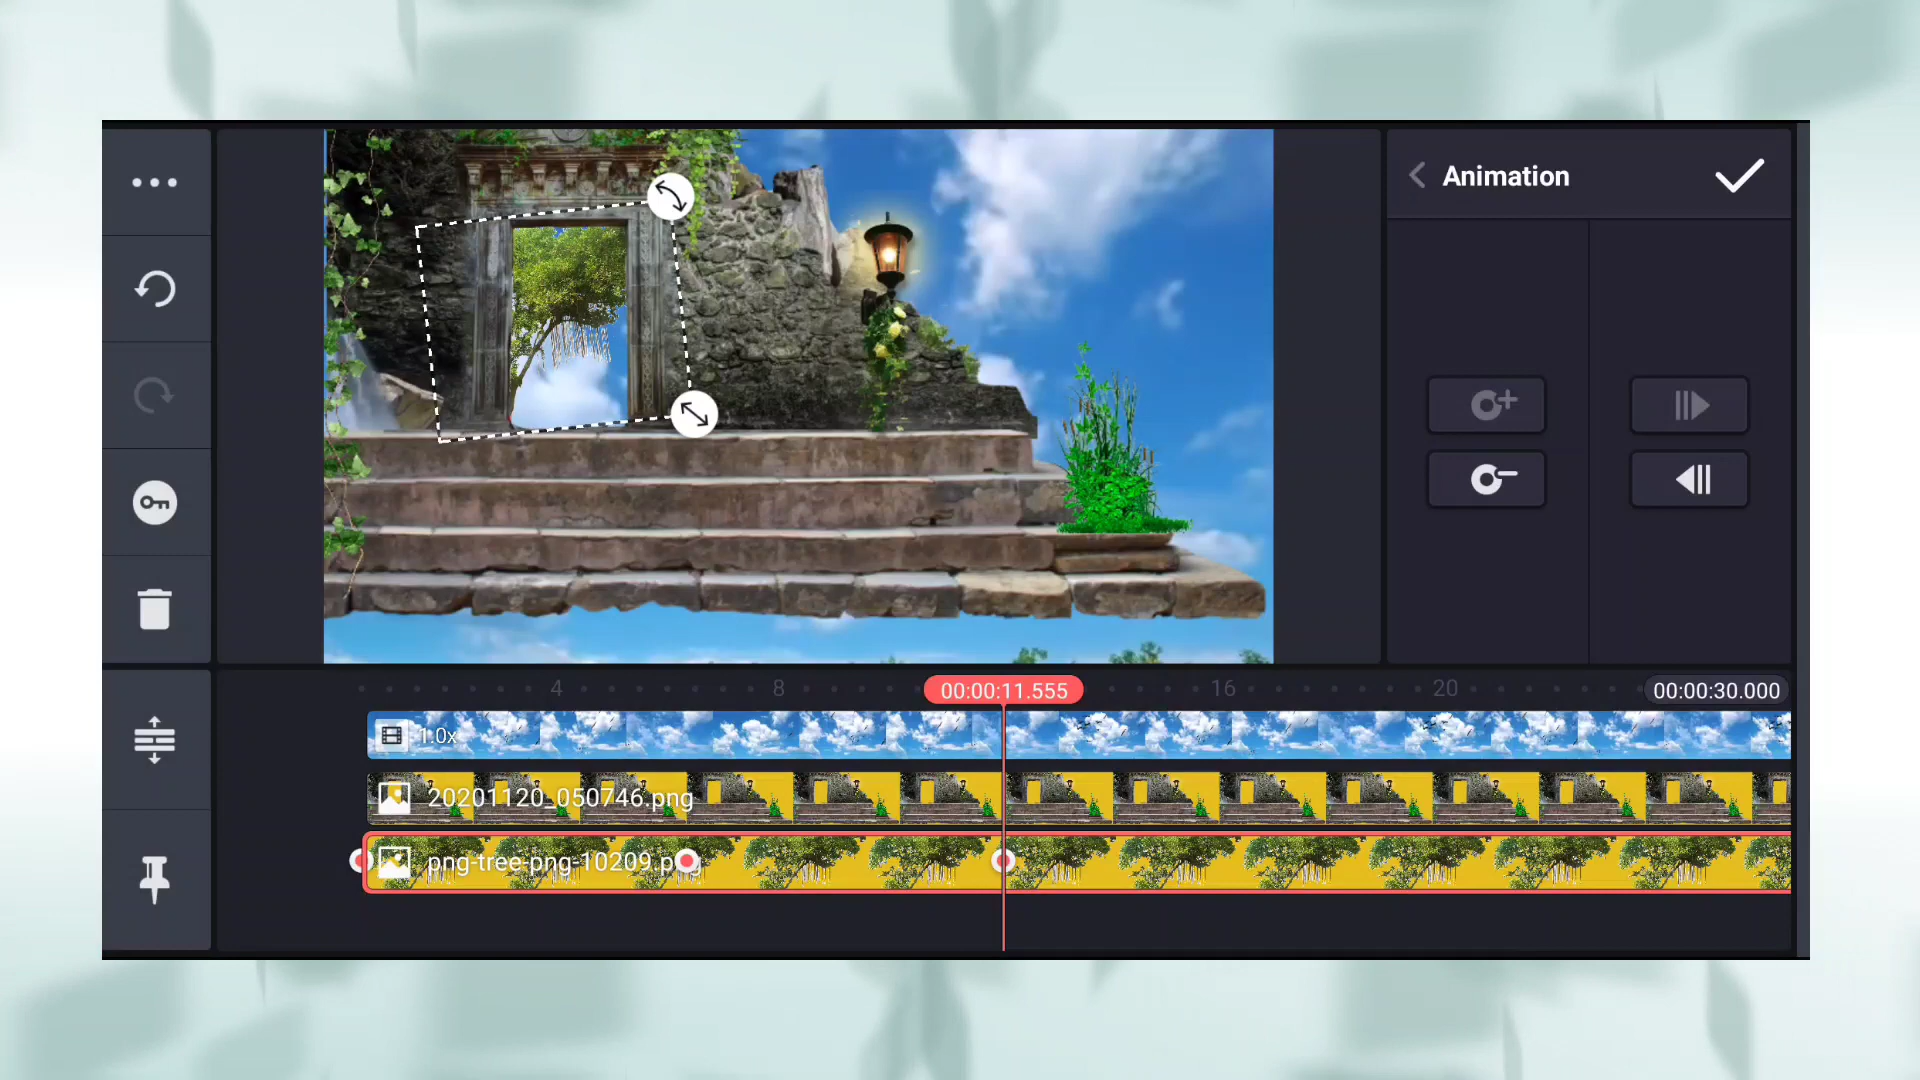 Animation
4
8
00:00:11.555
16
20
00:00:30.000
1.0x
20201120_050746.png
png-tree-png-10209.p